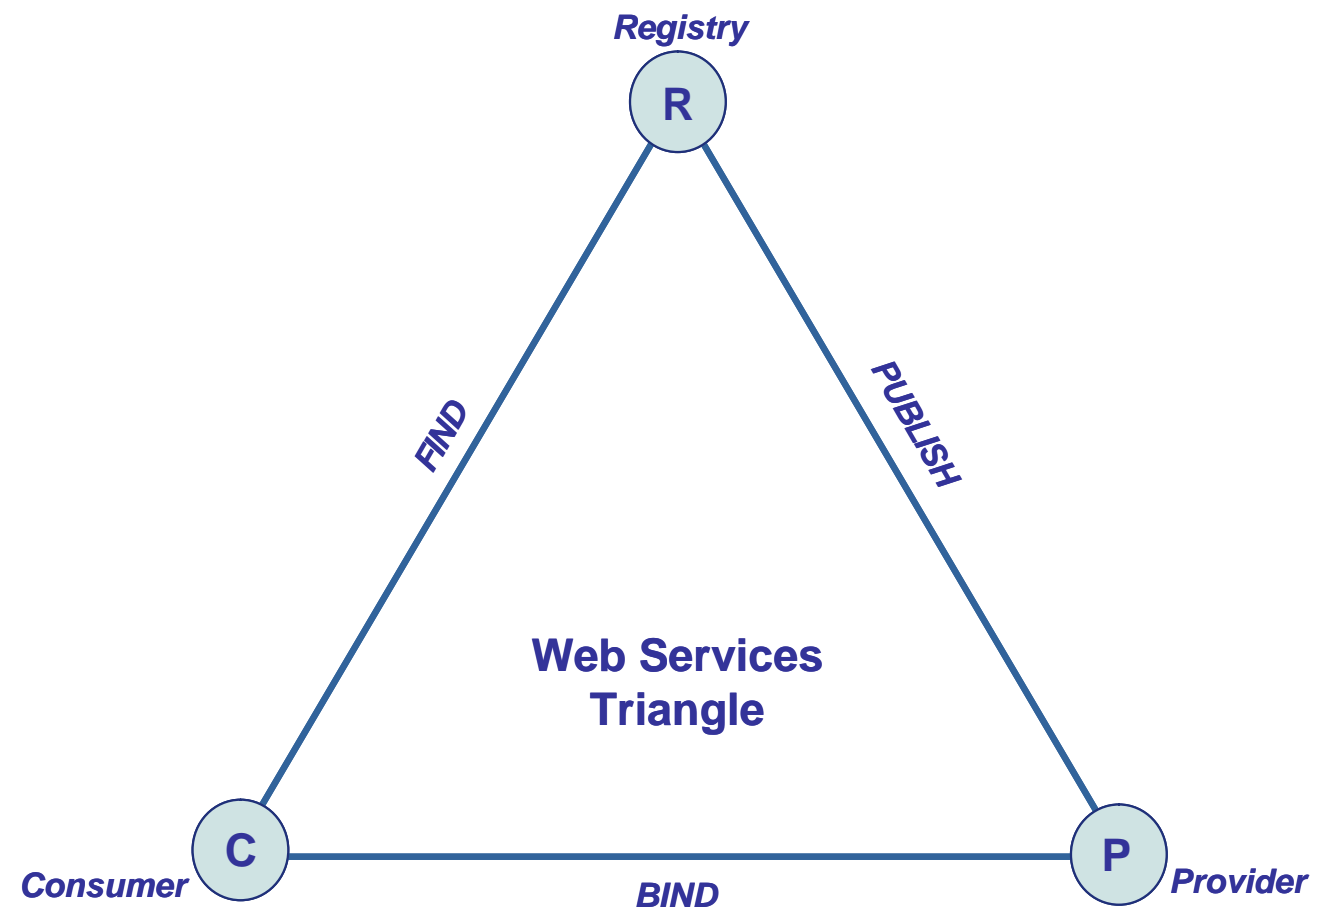 Registry
R
FIND
PUBLISH
Web Services
Triangle
C
P
Consumer
BIND
Provider